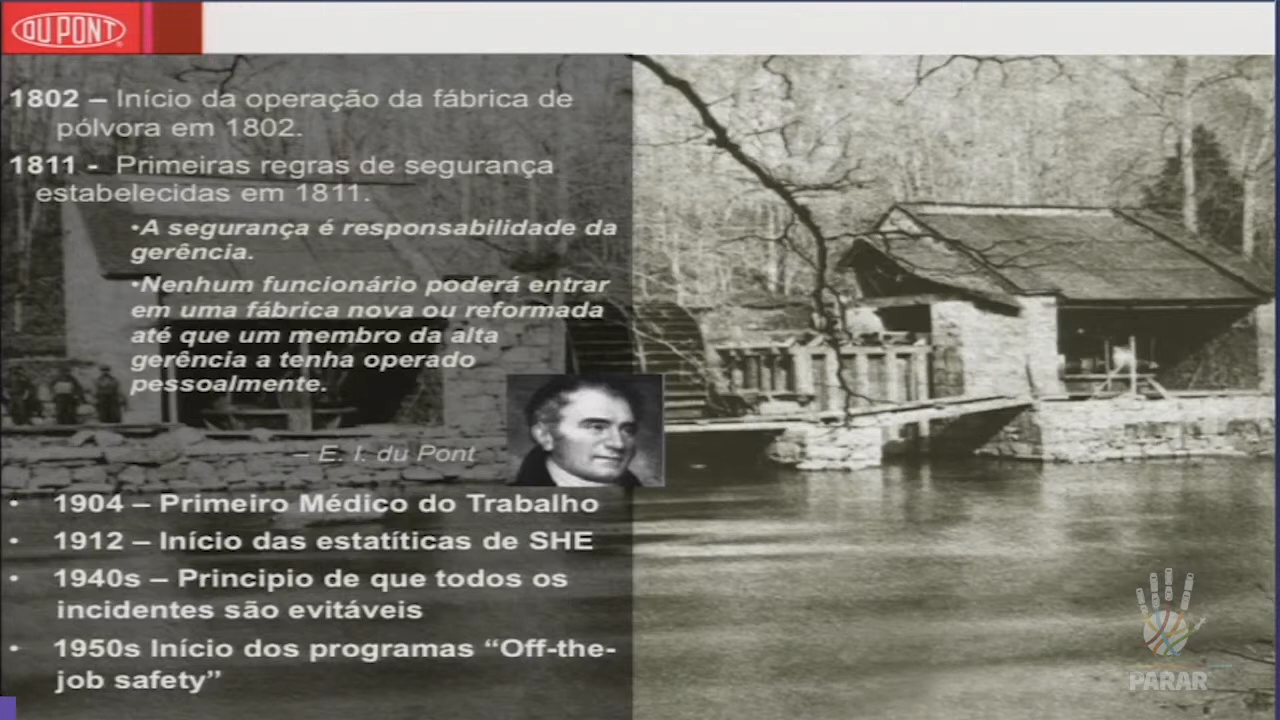 DU PONT
1802 – Início da operação da fábrica de
pólvora em 1802.
1811 - Primeiras regras de segurança
estabelecidas em 1811.
•A segurança é responsabilidade da
gerência.
•Nenhum funcionário poderá entrar
em uma fábrica nova ou reformada
até que um membro da alta
gerência a tenha operado
pessoalmente.
– E. I. du Pont
• 1904 – Primeiro Médico do Trabalho
• 1912 – Início das estatíticas de SHE
• 1940s – Principio de que todos os
incidentes são evitáveis
• 1950s Início dos programas “Off-the-
job safety”
PARAR